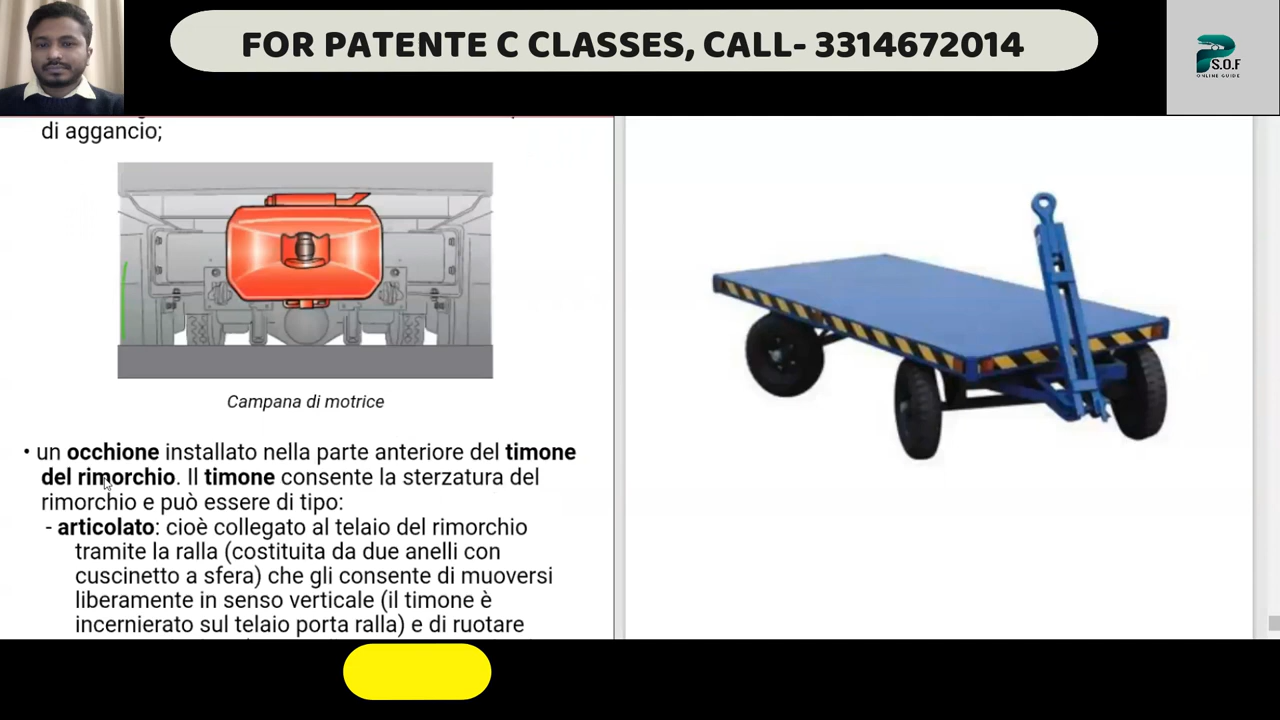 FOR PATENTE C CLASSES, CALL- 3314672014
S.O.F
ONLINE GUIDE
di aggancio;
Campana di motrice
• un occhione installato nella parte anteriore del timone
del rimorchio. Il timone consente la sterzatura del
rimorchio e può essere di tipo:
- articolato: cioè collegato al telaio del rimorchio
tramite la ralla (costituita da due anelli con
cuscinetto a sfera) che gli consente di muoversi
liberamente in senso verticale (il timone è
incernierato sul telaio porta ralla) e di ruotare